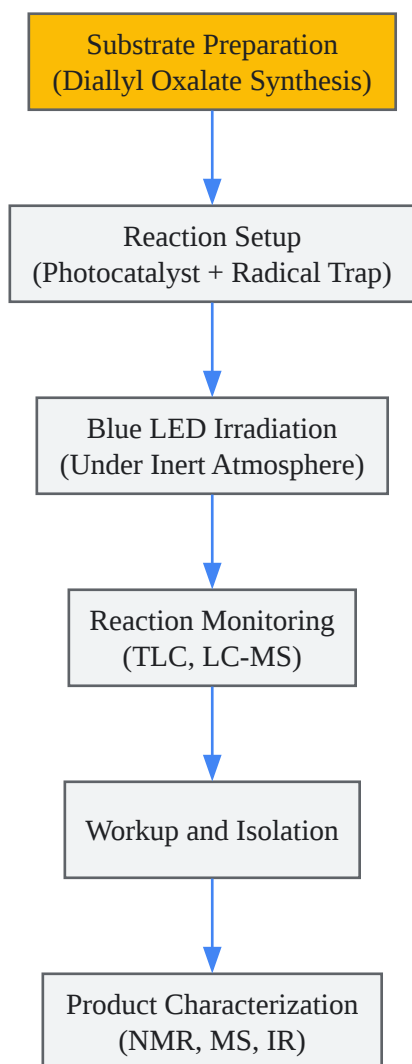 Substrate Preparation
(Diallyl Oxalate Synthesis)
Reaction Setup
(Photocatalyst + Radical Trap)
Blue LED Irradiation
(Under Inert Atmosphere)
Reaction Monitoring
(TLC, LC-MS)
Workup and Isolation
Product Characterization
(NMR, MS, IR)